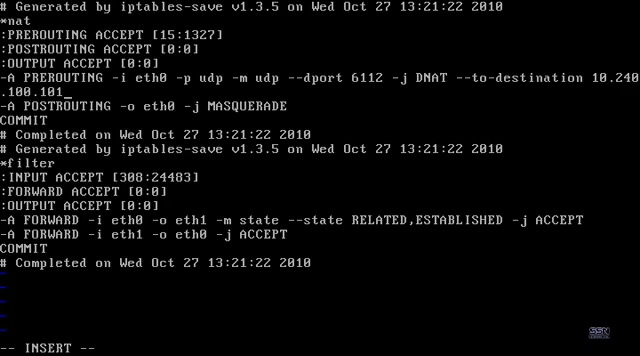 # Generated by iptables-save v1.3.5 on Wed Oct 27 13:21:22 2010
*nat
:PREROUTING ACCEPT [15:1327]
:POSTROUTING ACCEPT [0:0]
:OUTPUT ACCEPT [0:0]
-A PREROUTING -i eth0 -p udp -m udp --dport 6112 -j DNAT --to-destination 10.240
.100.101_
-A POSTROUTING -o eth0 -j MASQUERADE
COMMIT
# Completed on Wed Oct 27 13:21:22 2010
# Generated by iptables-save v1.3.5 on Wed Oct 27 13:21:22 2010
*filter
:INPUT ACCEPT [308:24483]
:FORWARD ACCEPT [0:0]
:OUTPUT ACCEPT [0:0]
-A FORWARD -i eth0 -o eth1 -m state --state RELATED,ESTABLISHED -j ACCEPT
-A FORWARD -i eth1 -o eth0 -j ACCEPT
COMMIT
# Completed on Wed Oct 27 13:21:22 2010
~
~
~
~
~
SSN
-- INSERT --